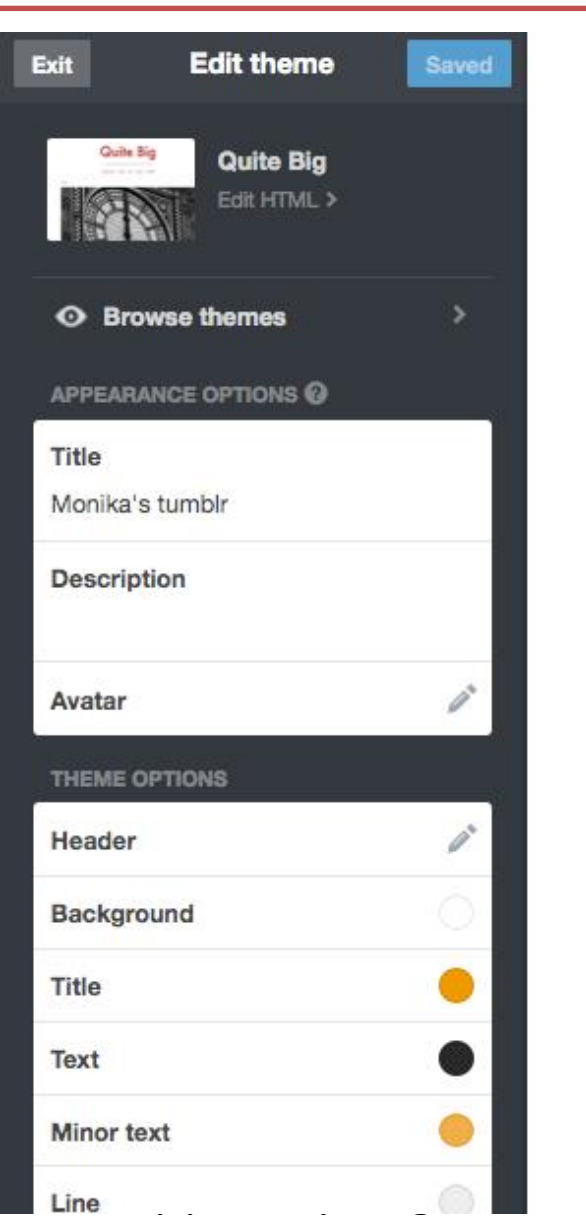 Exit Edit theme Saved
Quite Big
Quite Big
Edit HTML >
Browse themes >
APPEARANCE OPTIONS ?
Title
Monika's tumblr
Description
Avatar
THEME OPTIONS
Header
Background
Title
Text
Minor text
Line